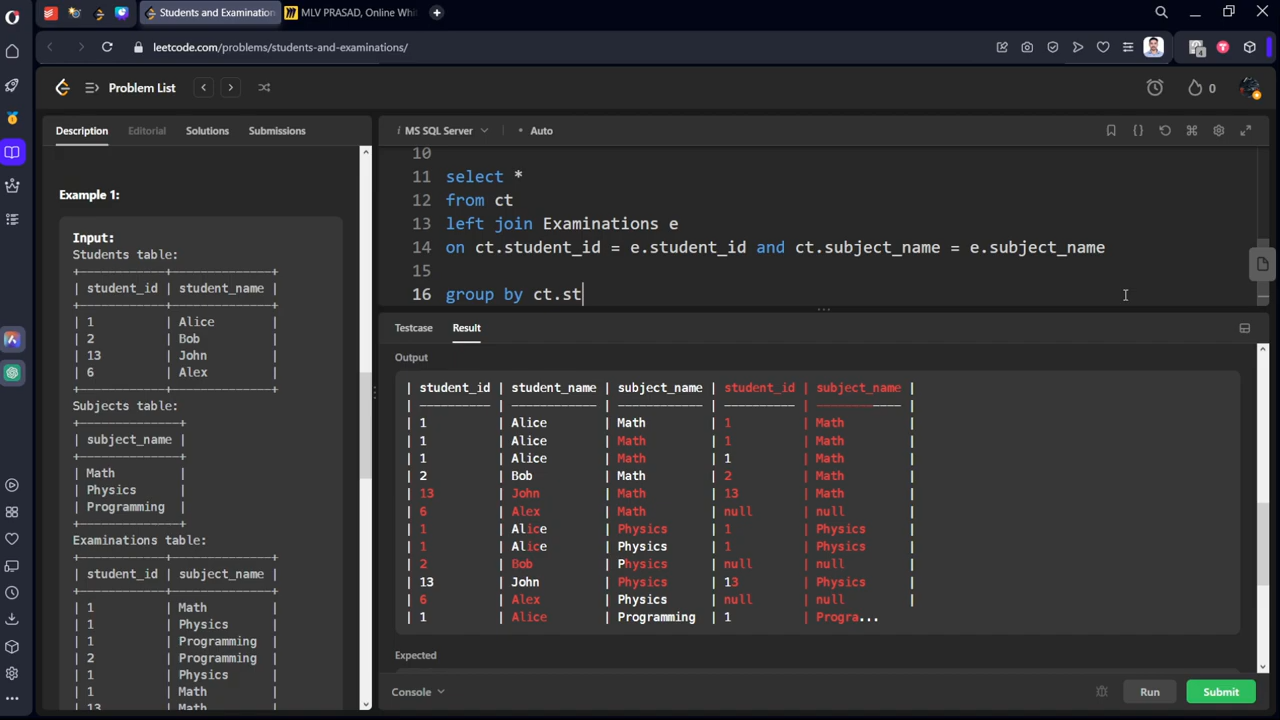 Students and Examination
MLV PRASAD, Online Whit
leetcode.com/problems/students-and-examinations/
4
Problem List
0
Description
Editorial
Solutions
Submissions
i MS SQL Server
• Auto
Example 1:
Input:
Students table:
+------------+--------------+
| student_id | student_name |
+------------+--------------+
| 1 | Alice |
| 2 | Bob |
| 13 | John |
| 6 | Alex |
+------------+--------------+
Subjects table:
+--------------+
| subject_name |
+--------------+
| Math |
| Physics |
| Programming |
+--------------+
Examinations table:
+------------+--------------+
| student_id | subject_name |
+------------+--------------+
| 1 | Math |
| 1 | Physics |
| 1 | Programming |
| 2 | Programming |
| 1 | Physics |
| 1 | Math |
| 13 | Math |
10
11 select *
12 from ct
13 left join Examinations e
14 on ct.student_id = e.student_id and ct.subject_name = e.subject_name
15
16 group by ct.st
Testcase
Result
Output
| student_id | student_name | subject_name | student_id | subject_name |
| ---------- | ------------ | ------------ | ---------- | ------------ |
| 1 | Alice | Math | 1 | Math |
| 1 | Alice | Math | 1 | Math |
| 1 | Alice | Math | 1 | Math |
| 2 | Bob | Math | 2 | Math |
| 13 | John | Math | 13 | Math |
| 6 | Alex | Math | null | null |
| 1 | Alice | Physics | 1 | Physics |
| 1 | Alice | Physics | 1 | Physics |
| 2 | Bob | Physics | null | null |
| 13 | John | Physics | 13 | Physics |
| 6 | Alex | Physics | null | null |
| 1 | Alice | Programming | 1 | Progra...
Expected
Console
Run
Submit